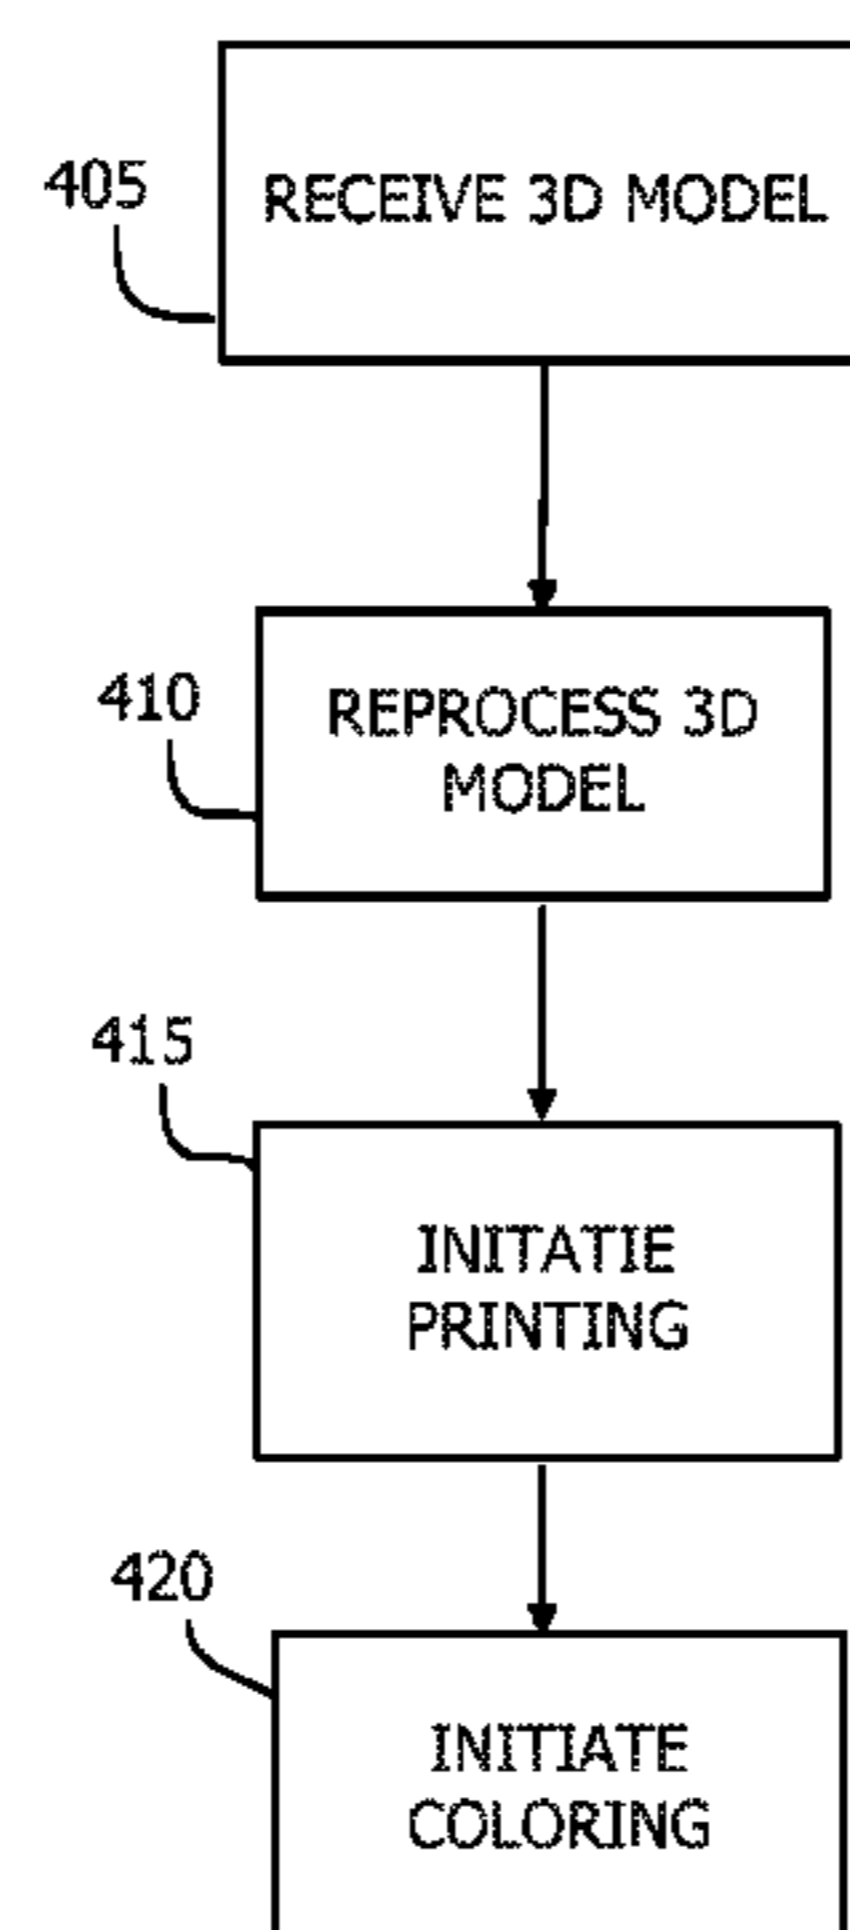 405
RECEIVE 3D MODEL
410
REPROCESS 3D
MODEL
415
INITATIE
PRINTING
420
INITIATE
COLORING